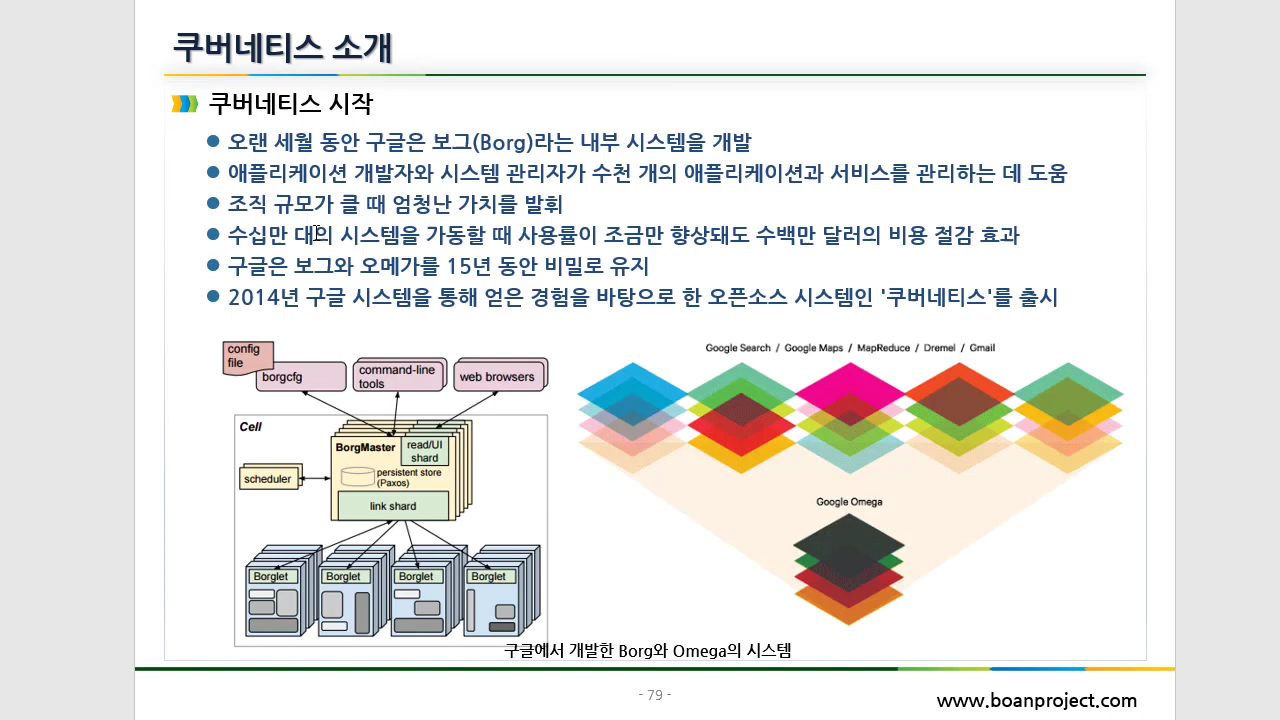 쿠버네티스 소개
쿠버네티스 시작
오랜 세월 동안 구글은 보그(Borg)라는 내부 시스템을 개발
애플리케이션 개발자와 시스템 관리자가 수천 개의 애플리케이션과 서비스를 관리하는 데 도움
조직 규모가 클 때 엄청난 가치를 발휘
수십만 대의 시스템을 가동할 때 사용률이 조금만 향상돼도 수백만 달러의 비용 절감 효과
구글은 보그와 오메가를 15년 동안 비밀로 유지
2014년 구글 시스템을 통해 얻은 경험을 바탕으로 한 오픈소스 시스템인 '쿠버네티스'를 출시
config
file
borgcfg
command-line
tools
web browsers
Cell
BorgMaster
read/UI
shard
persistent store
(Paxos)
scheduler
link shard
Borglet
Borglet
Borglet
Borglet
Google Search / Google Maps / MapReduce / Dremel / Gmail
Google Omega
구글에서 개발한 Borg와 Omega의 시스템
- 79 -
www.boanproject.com